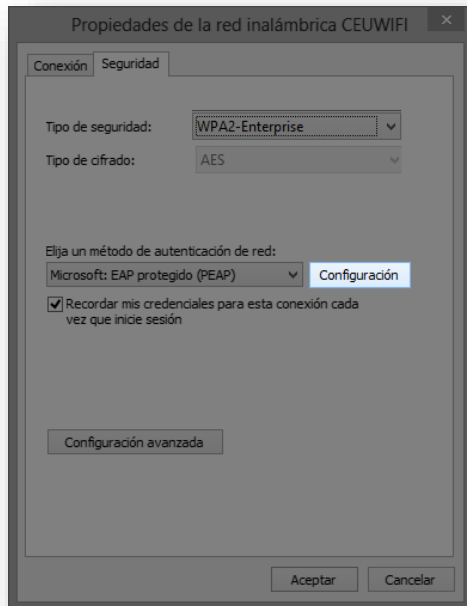 Propiedades de la red inalámbrica CEUWIFI
Conexión Seguridad
Tipo de seguridad: WPA2-Enterprise
Tipo de cifrado: AES
Elija un método de autenticación de red:
Microsoft: EAP protegido (PEAP) Configuración
Recordar mis credenciales para esta conexión cada
vez que inicie sesión
Configuración avanzada
Aceptar Cancelar